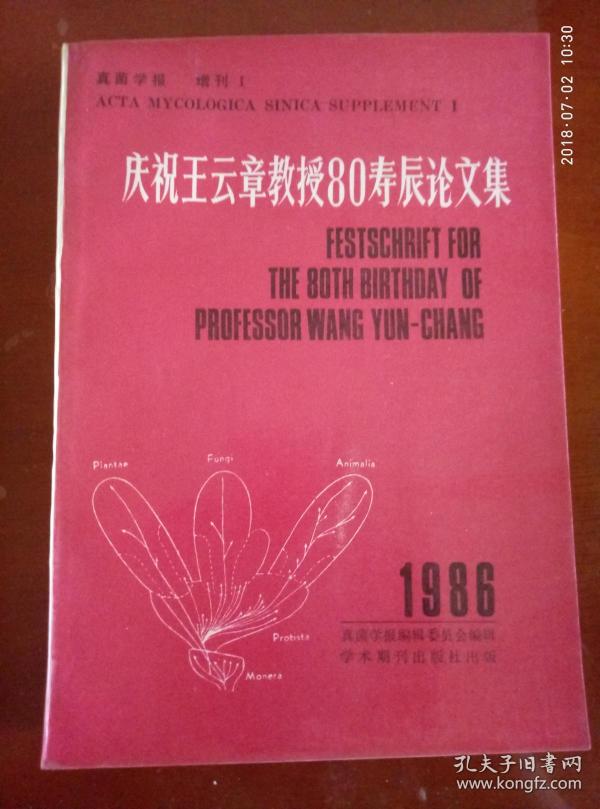 真菌学报 增刊 I
ACTA MYCOLOGICA SINICA SUPPLEMENT I
庆祝王云章教授80寿辰论文集
FESTSCHRIFT FOR
THE 80TH BIRTHDAY OF
PROFESSOR WANG YUN-CHANG
Plantae
Fungi
Animalia
Protista
Monera
1986
真菌学报编辑委员会编辑
学术期刊出版社出版
2018-07-02 10:30
孔夫子旧书网
www.kongfz.com